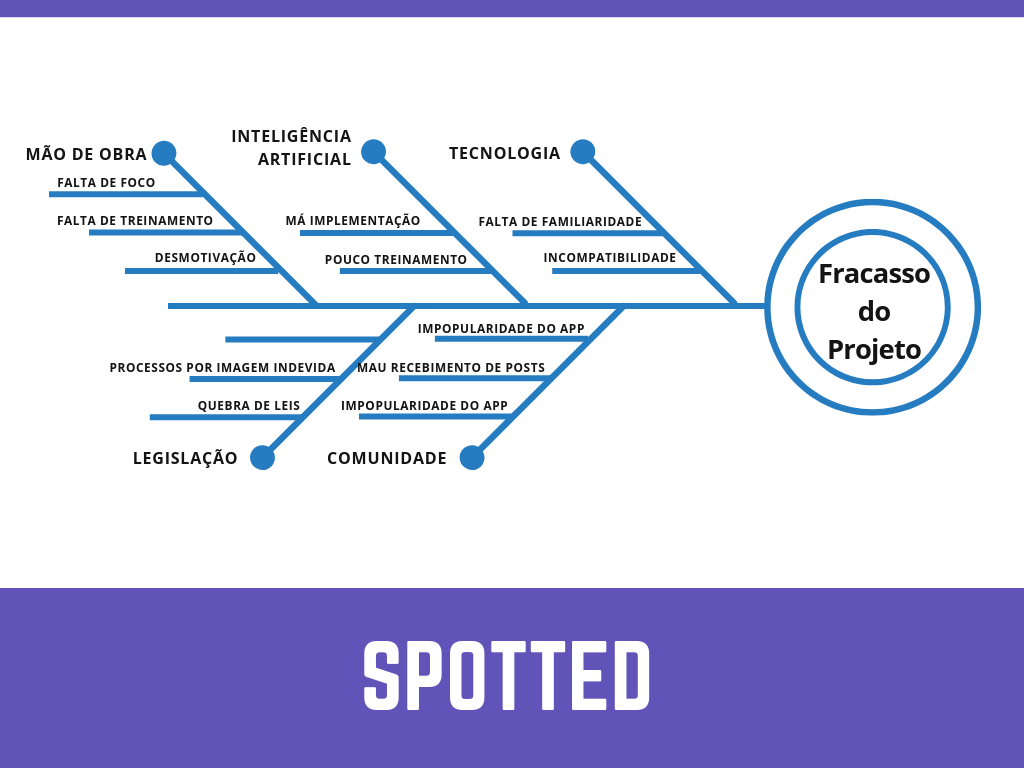 MÃO DE OBRA
FALTA DE FOCO
FALTA DE TREINAMENTO
DESMOTIVAÇÃO
INTELIGÊNCIA
ARTIFICIAL
MÁ IMPLEMENTAÇÃO
POUCO TREINAMENTO
TECNOLOGIA
FALTA DE FAMILIARIDADE
INCOMPATIBILIDADE
Fracasso
do
Projeto
PROCESSOS POR IMAGEM INDEVIDA
QUEBRA DE LEIS
LEGISLAÇÃO
IMPOPULARIDADE DO APP
MAU RECEBIMENTO DE POSTS
IMPOPULARIDADE DO APP
COMUNIDADE
SPOTTED